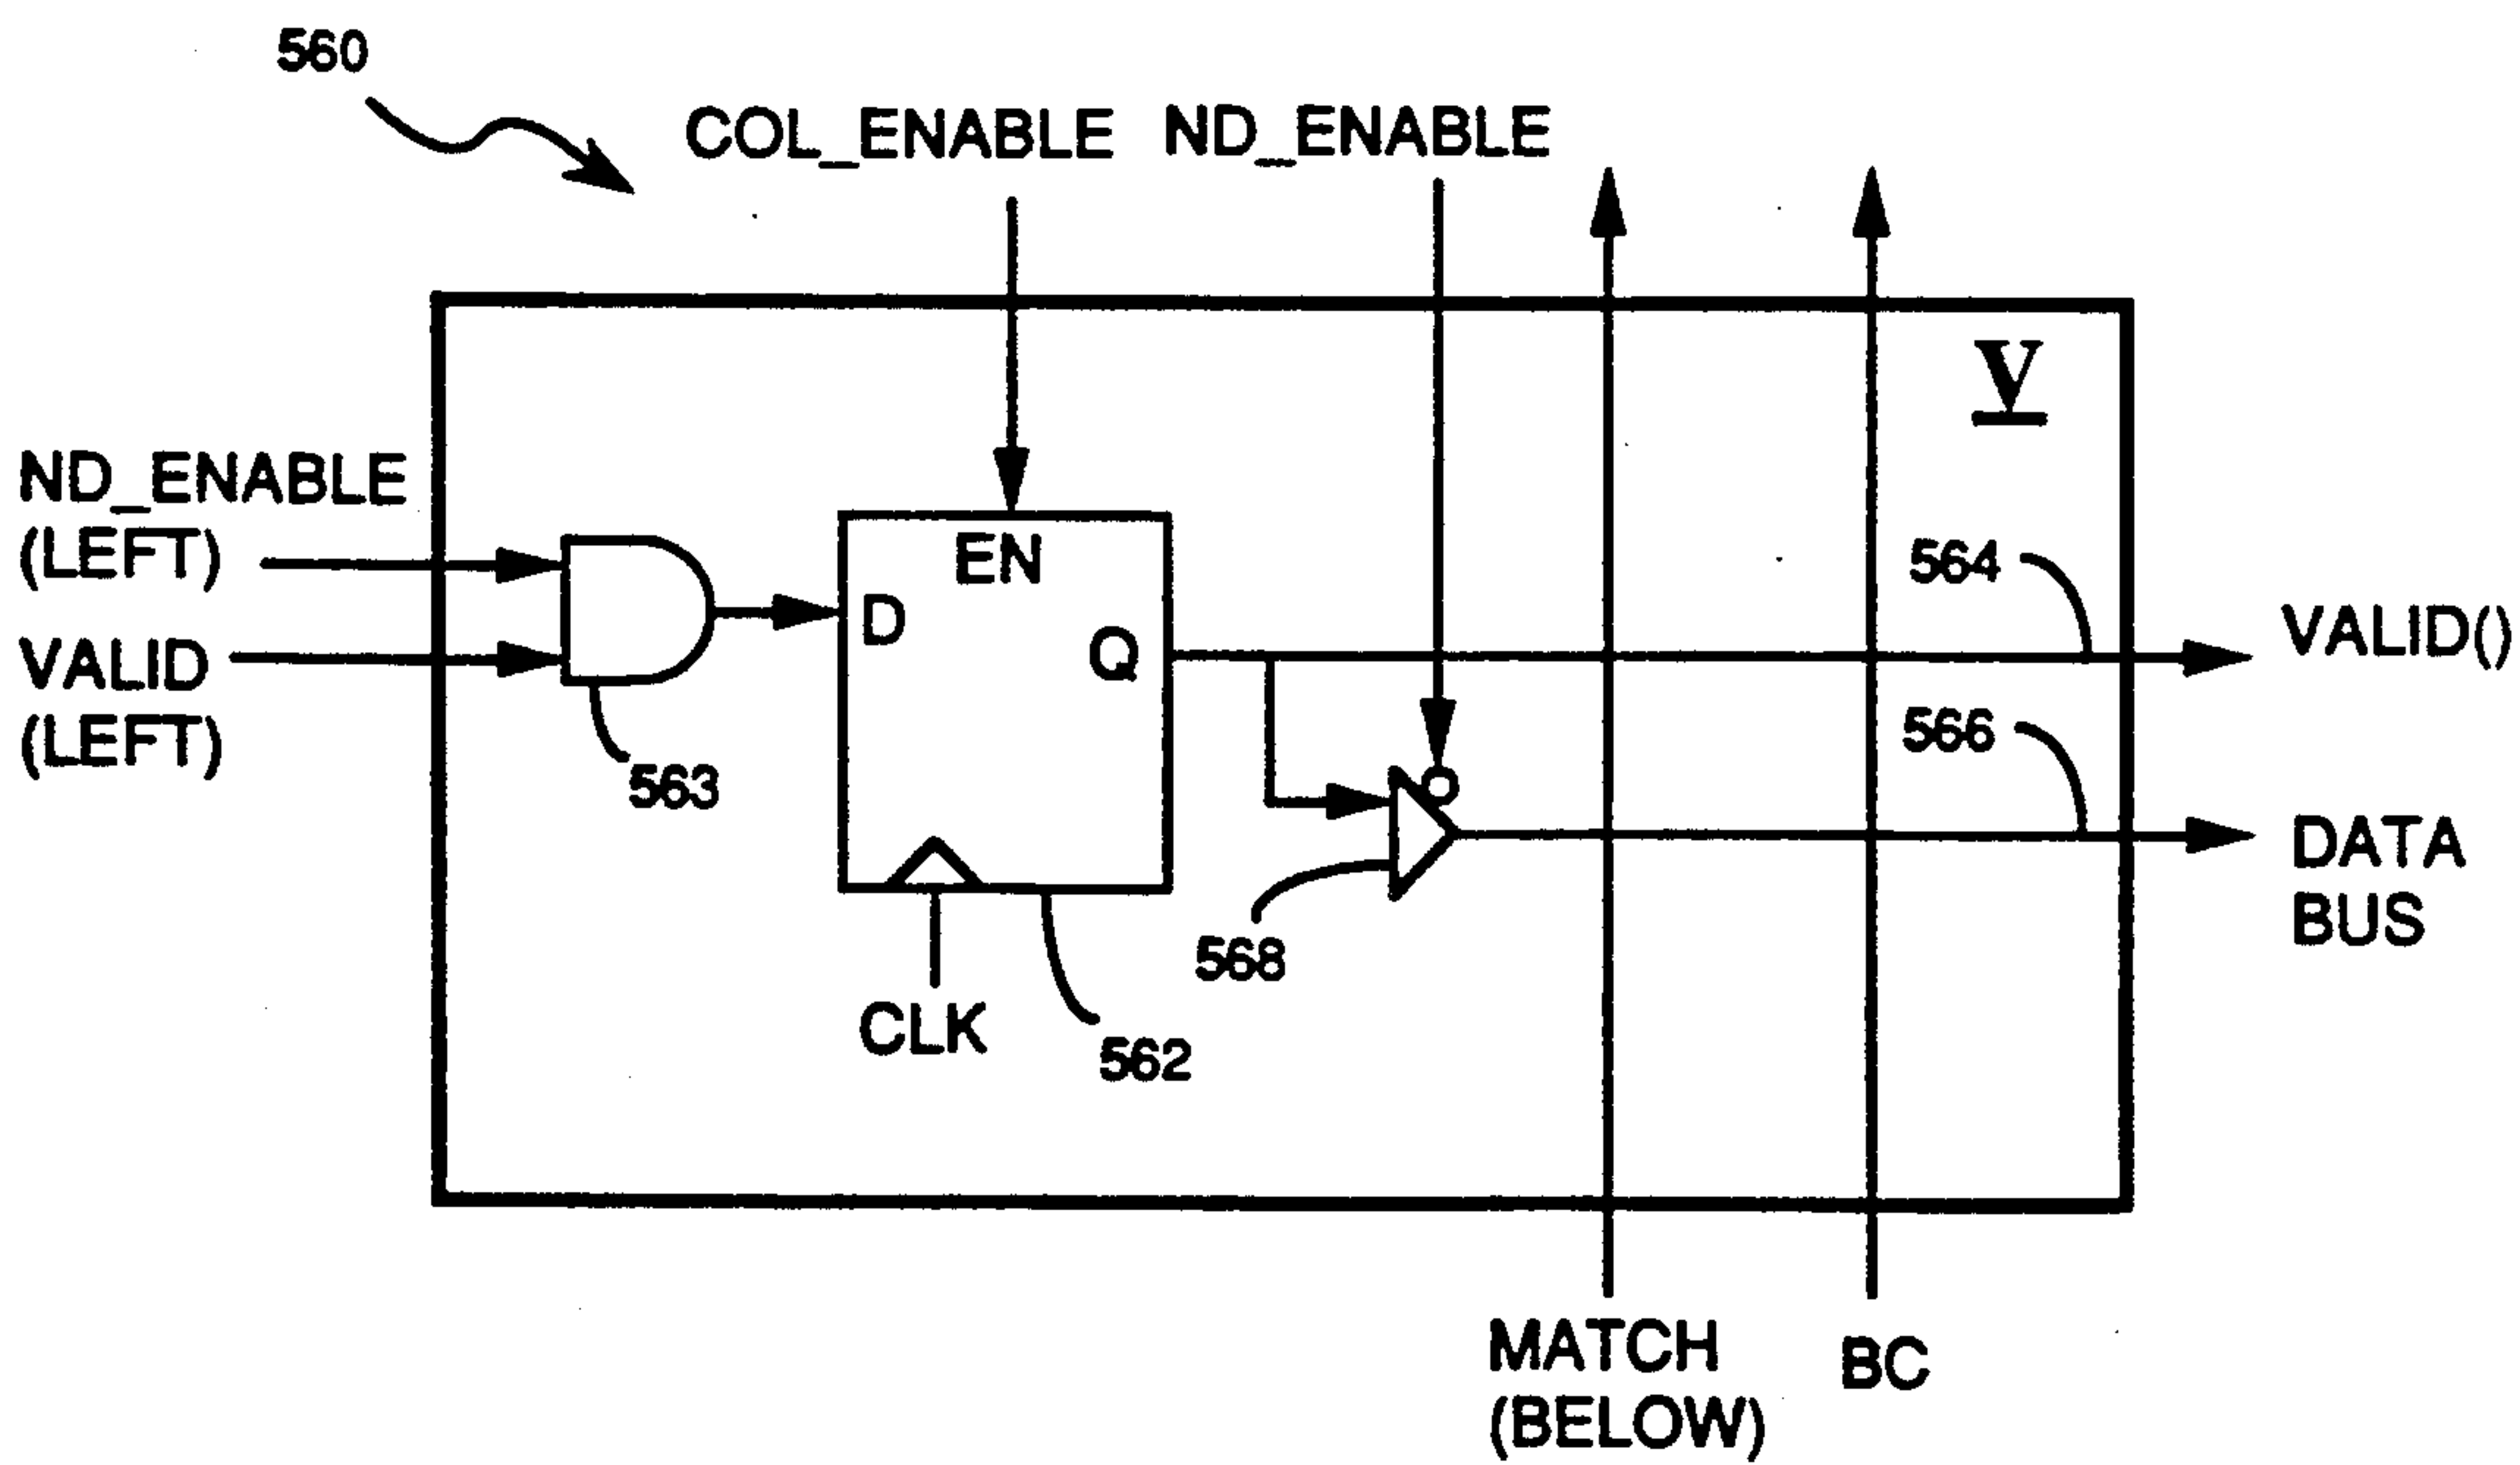 560
COL_ENABLE ND_ENABLE
V
ND_ENABLE
(LEFT)
VALID
(LEFT)
EN
D
Q
563
CLK
562
568
564
VALID()
566
DATA
BUS
MATCH
(BELOW)
BC